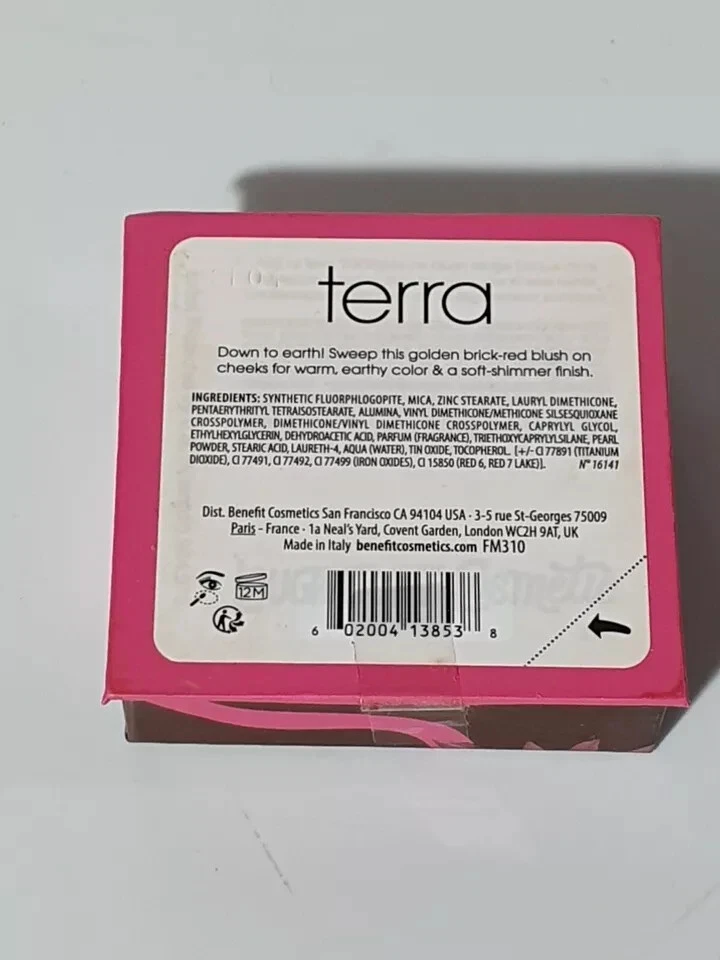 terra
Down to earth! Sweep this golden brick-red blush on
cheeks for warm, earthy color & a soft-shimmer finish.
INGREDIENTS: SYNTHETIC FLUORPHLOGOPITE, MICA, ZINC STEARATE, LAURYL DIMETHICONE,
PENTAERYTHRITYL TETRAISOSTEARATE, ALUMINA, VINYL DIMETHICONE/METHICONE SILSESQUIOXANE
CROSSPOLYMER, DIMETHICONE/VINYL DIMETHICONE CROSSPOLYMER, CAPRYLYL GLYCOL,
ETHYLHEXYLGLYCERIN, DEHYDROACETIC ACID, PARFUM (FRAGRANCE), TRIETHOXYCAPRYLYLSILANE, PEARL
POWDER, STEARIC ACID, LAURETH-4, AQUA (WATER), TIN OXIDE, TOCOPHEROL. [+/- CI 77891 (TITANIUM
DIOXIDE), CI 77491, CI 77492, CI 77499 (IRON OXIDES), CI 15850 (RED 6, RED 7 LAKE)]. N° 16141
Dist. Benefit Cosmetics San Francisco CA 94104 USA · 3-5 rue St-Georges 75009
Paris - France · 1a Neal's Yard, Covent Garden, London WC2H 9AT, UK
Made in Italy benefitcosmetics.com FM310
12M
6 02004 13853 8